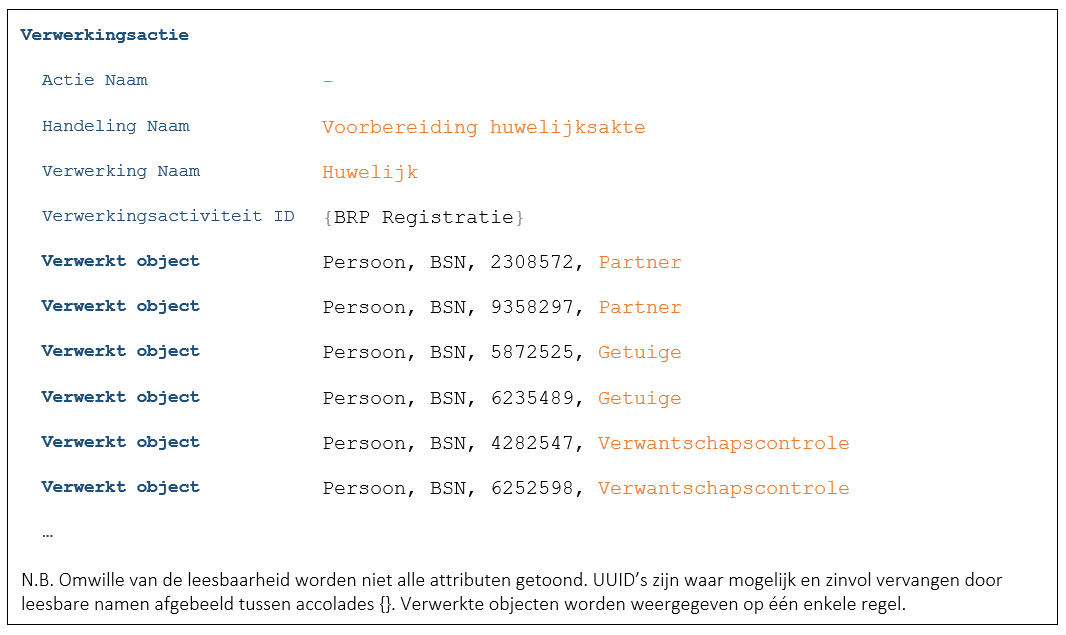 Verwerkingsactie
Actie Naam –
Handeling Naam Voorbereiding huwelijksakte
Verwerking Naam Huwelijk
Verwerkingsactiviteit ID {BRP Registratie}
Verwerkt object Persoon, BSN, 2308572, Partner
Verwerkt object Persoon, BSN, 9358297, Partner
Verwerkt object Persoon, BSN, 5872525, Getuige
Verwerkt object Persoon, BSN, 6235489, Getuige
Verwerkt object Persoon, BSN, 4282547, Verwantschapscontrole
Verwerkt object Persoon, BSN, 6252598, Verwantschapscontrole
…
N.B. Omwille van de leesbaarheid worden niet alle attributen getoond. UUID’s zijn waar mogelijk en zinvol vervangen door
leesbare namen afgebeeld tussen accolades {}. Verwerkte objecten worden weergegeven op één enkele regel.